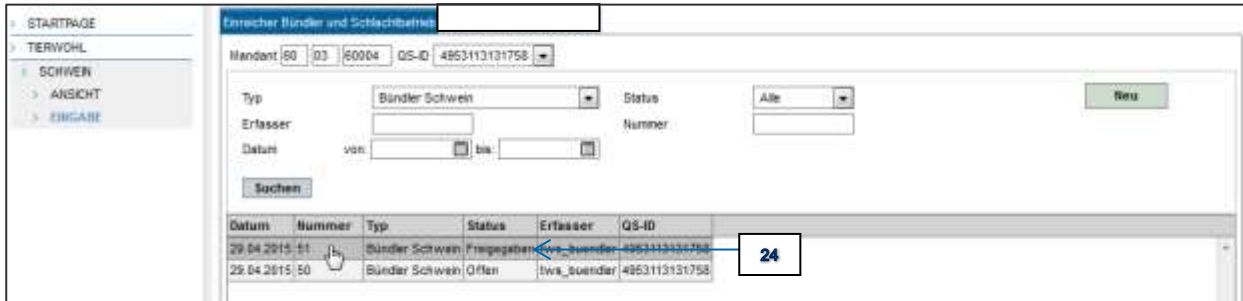 STARTPAGE
TIERWOHL
SCHWEIN
ANSICHT
EINGABE
Einreicher Bündler und Schlachtbetrieb
Mandant 60 03 60004 QS-ID 4953113131758
Typ Bündler Schwein Status Alle Neu
Erfasser Nummer
Datum von: bis:
Suchen
Datum Nummer Typ Status Erfasser QS-ID
29.04.2015 51 Bündler Schwein Freigegeben tws_buendler 4953113131758
24
29.04.2015 50 Bündler Schwein Offen tws_buendler 4953113131758